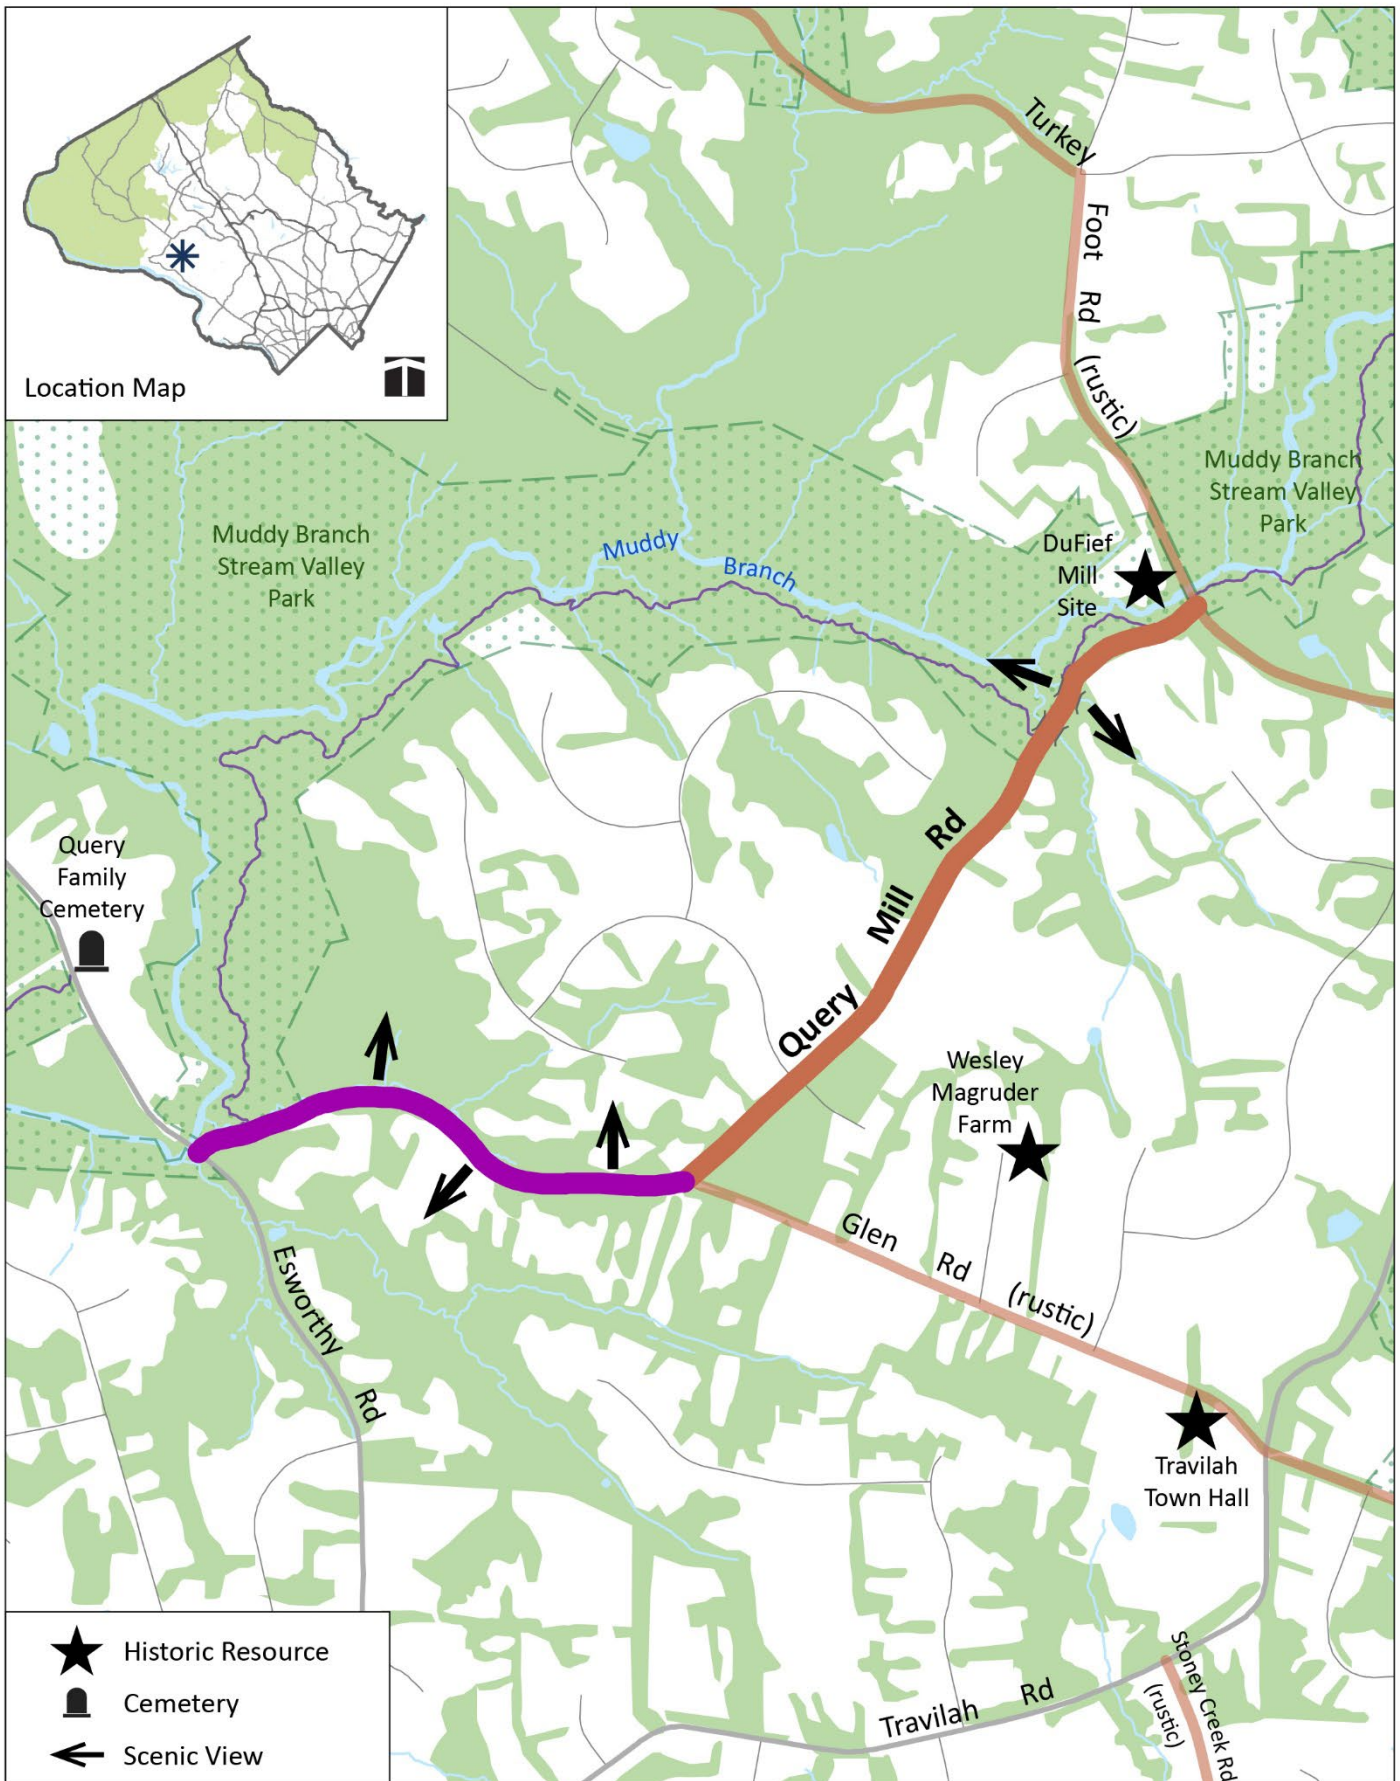 Location Map
Turkey
Foot
Rd
(rustic)
Muddy Branch
Stream Valley
Park
Muddy Branch
Stream Valley
Park
Muddy
Branch
DuFief
Mill
Site
Query
Family
Cemetery
Query
Mill
Rd
Wesley
Magruder
Farm
Glen
Rd
(rustic)
Esworthy
Rd
Travilah
Town Hall
Travilah
Rd
Stoney Creek Rd
(rustic)
Historic Resource
Cemetery
Scenic View